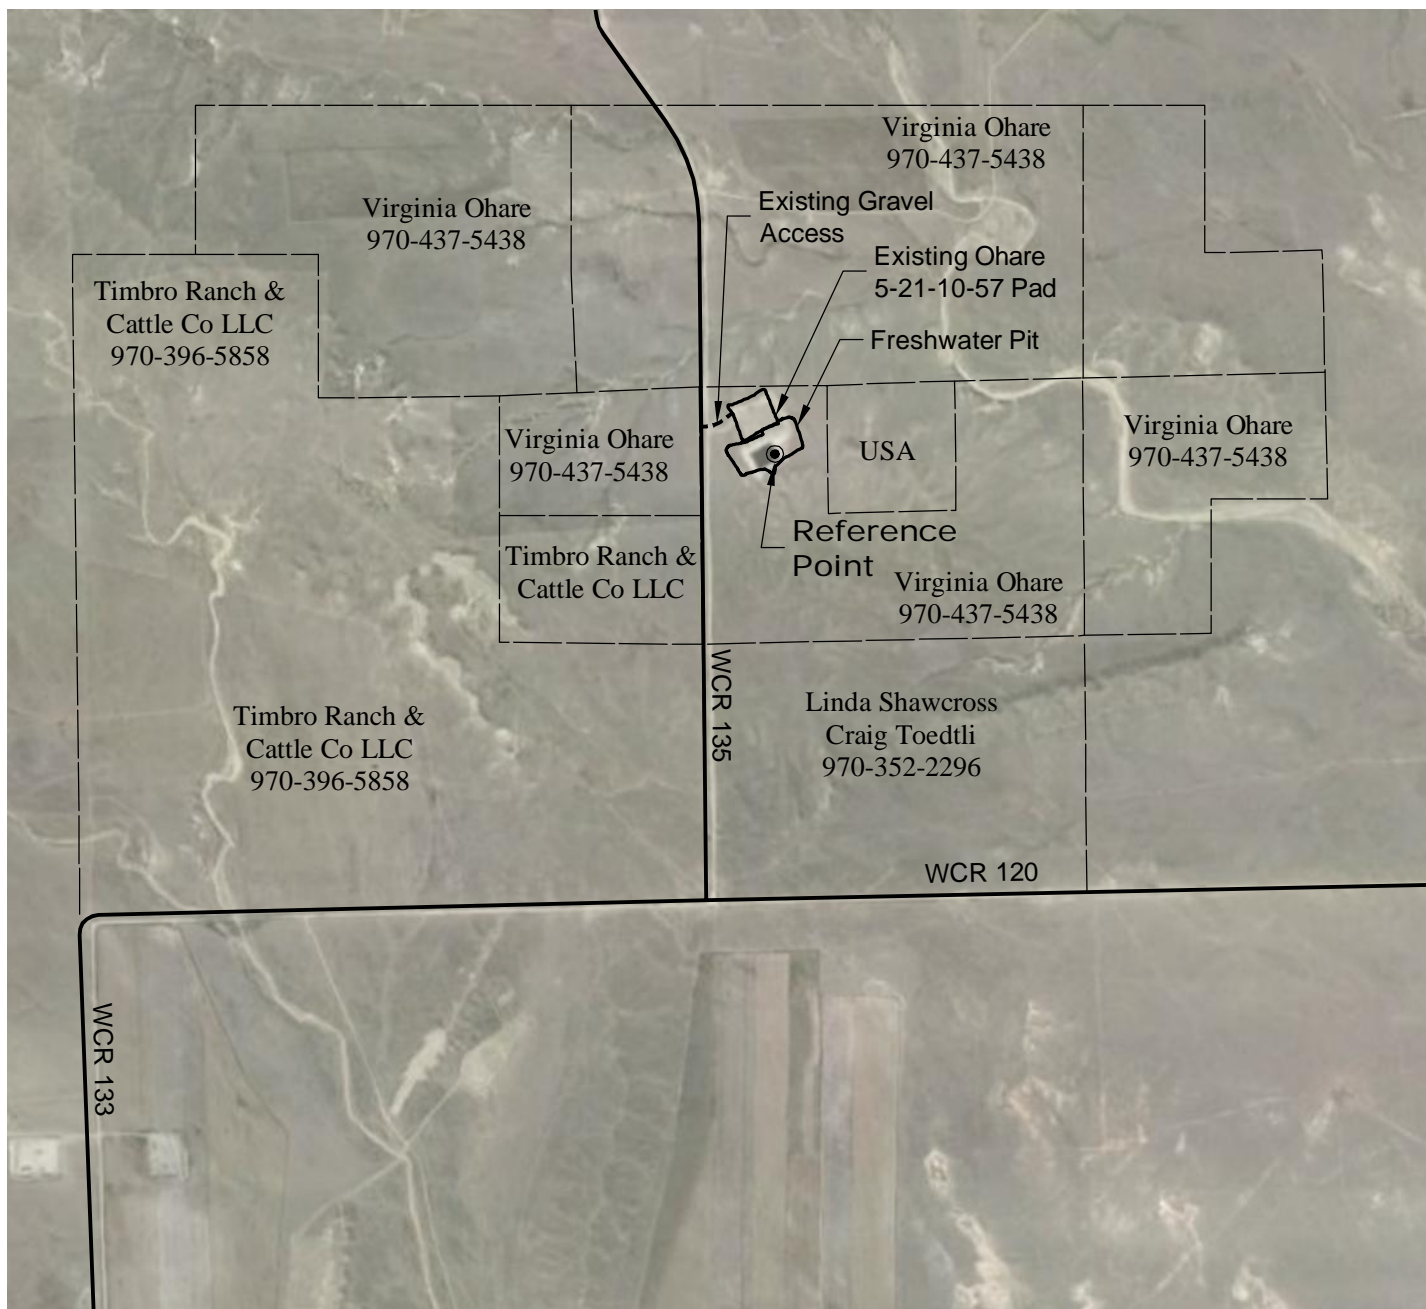 Virginia Ohare
970-437-5438
Virginia Ohare
970-437-5438
Existing Gravel
Access
Existing Ohare
5-21-10-57 Pad
Timbro Ranch &
Cattle Co LLC
970-396-5858
Freshwater Pit
Virginia Ohare
970-437-5438
USA
Virginia Ohare
970-437-5438
Reference
Point
Timbro Ranch &
Cattle Co LLC
Virginia Ohare
970-437-5438
WCR 135
Linda Shawcross
Craig Toedtli
970-352-2296
Timbro Ranch &
Cattle Co LLC
970-396-5858
WCR 120
WCR 133